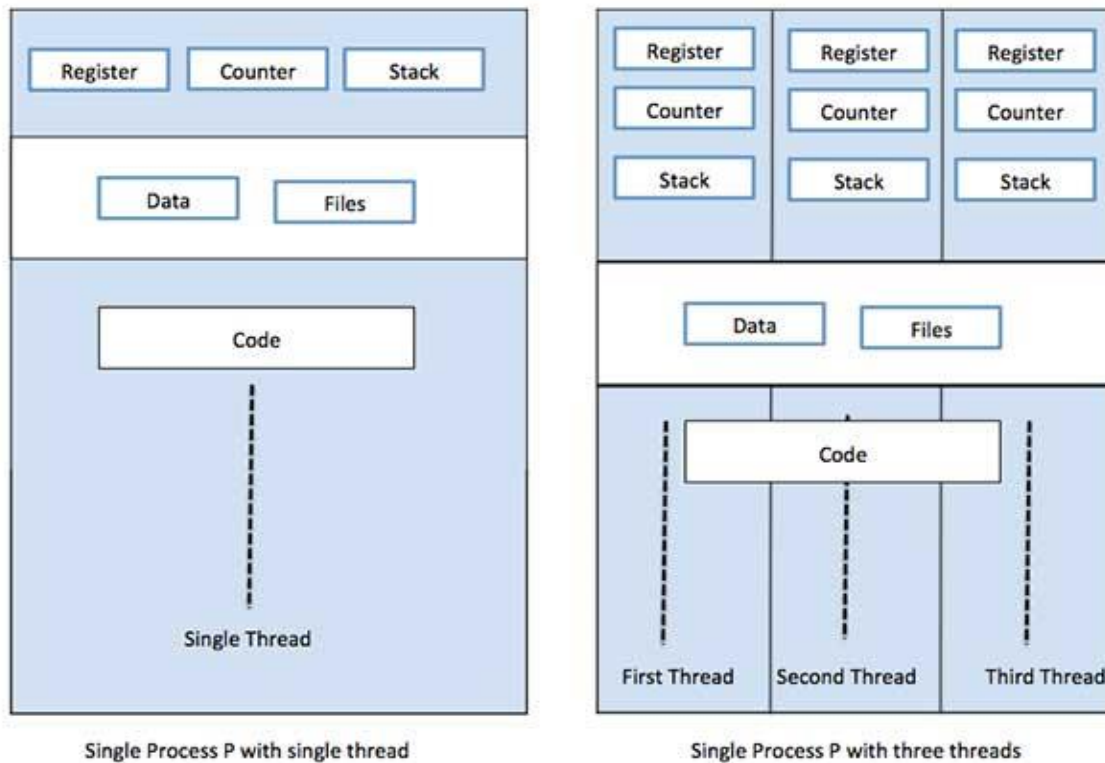 Register Counter Stack
Data Files
Code
Single Thread
Single Process P with single thread
Register Register Register
Counter Counter Counter
Stack Stack Stack
Data Files
Code
First Thread Second Thread Third Thread
Single Process P with three threads